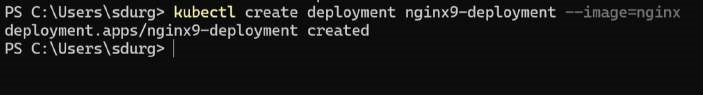 PS C:\Users\sdurg> kubectl create deployment nginx9-deployment --image=nginx
deployment.apps/nginx9-deployment created
PS C:\Users\sdurg>